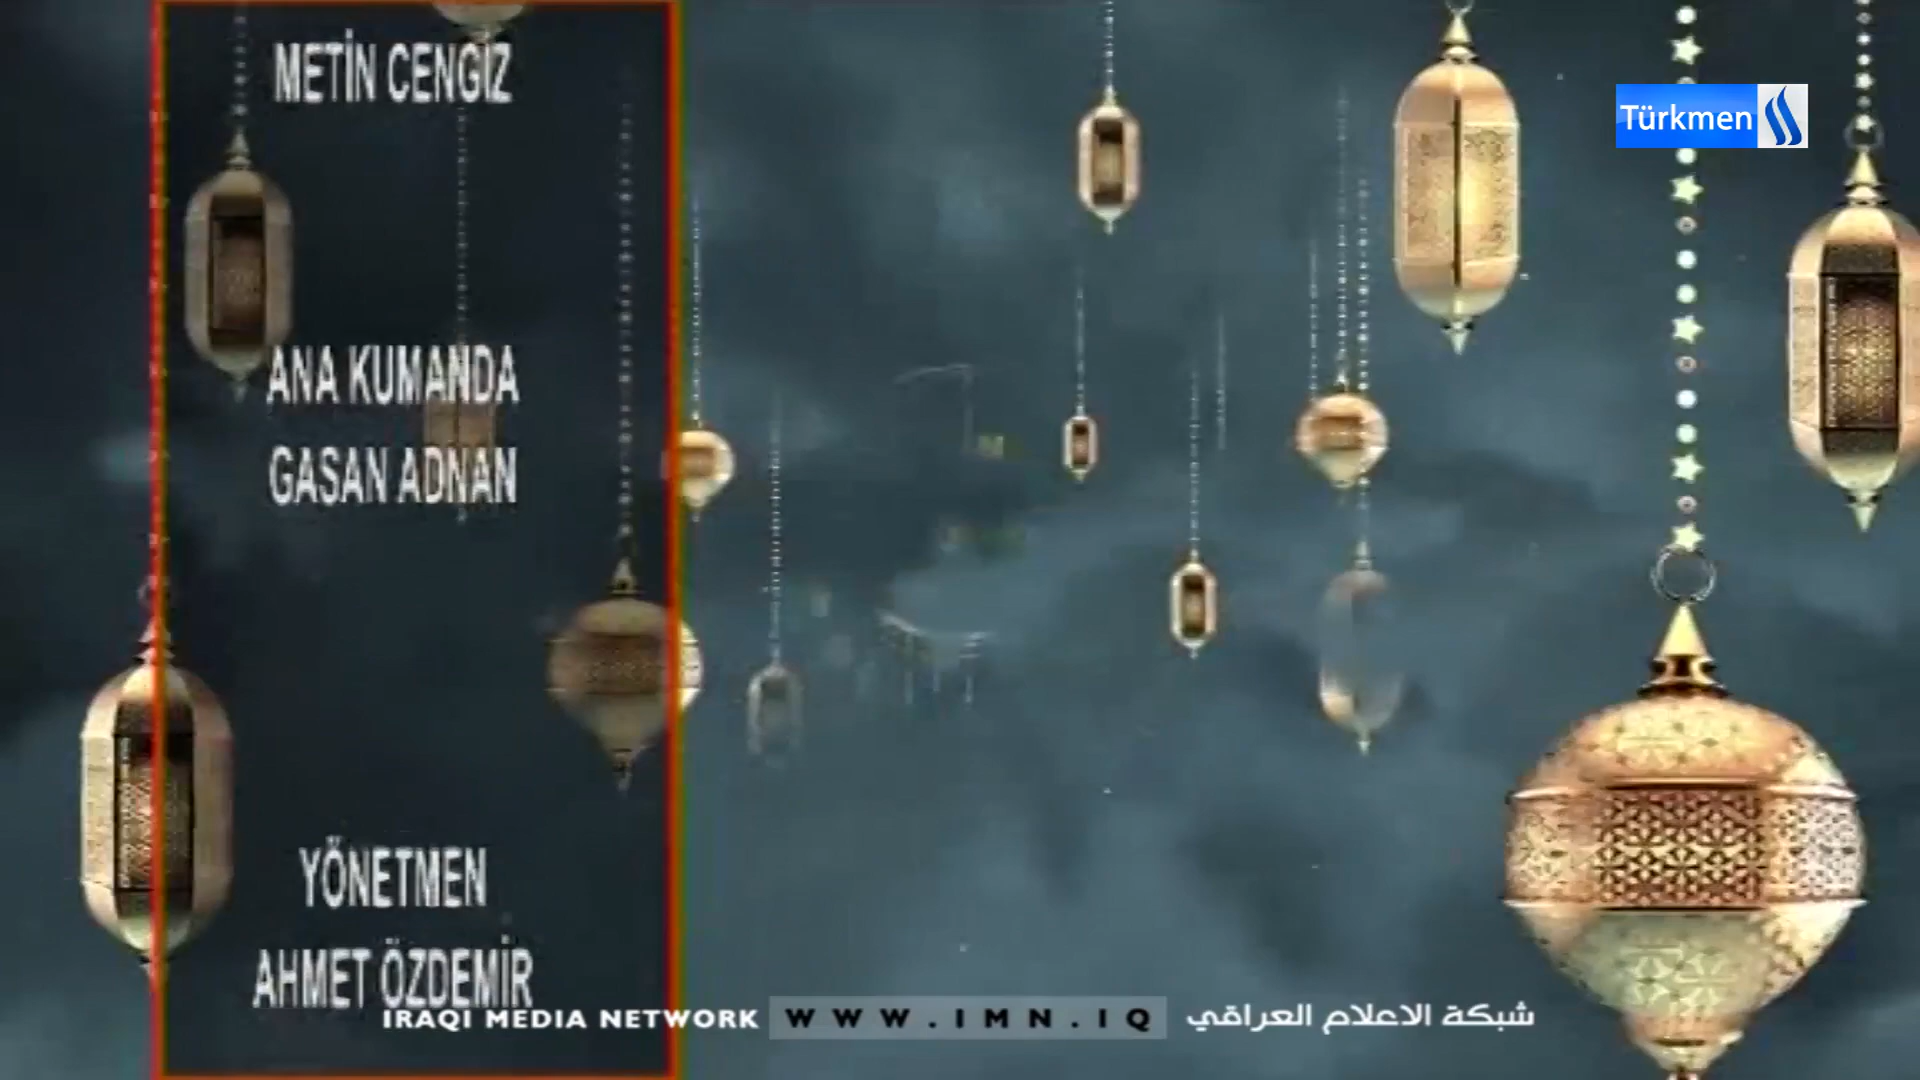 METİN CENGİZ
Türkmen
ANA KUMANDA
GASAN ADNAN
YÖNETMEN
AHMET ÖZDEMİR
IRAQI MEDIA NETWORK WWW.IMN.IQ شبكة الاعلام العراقي